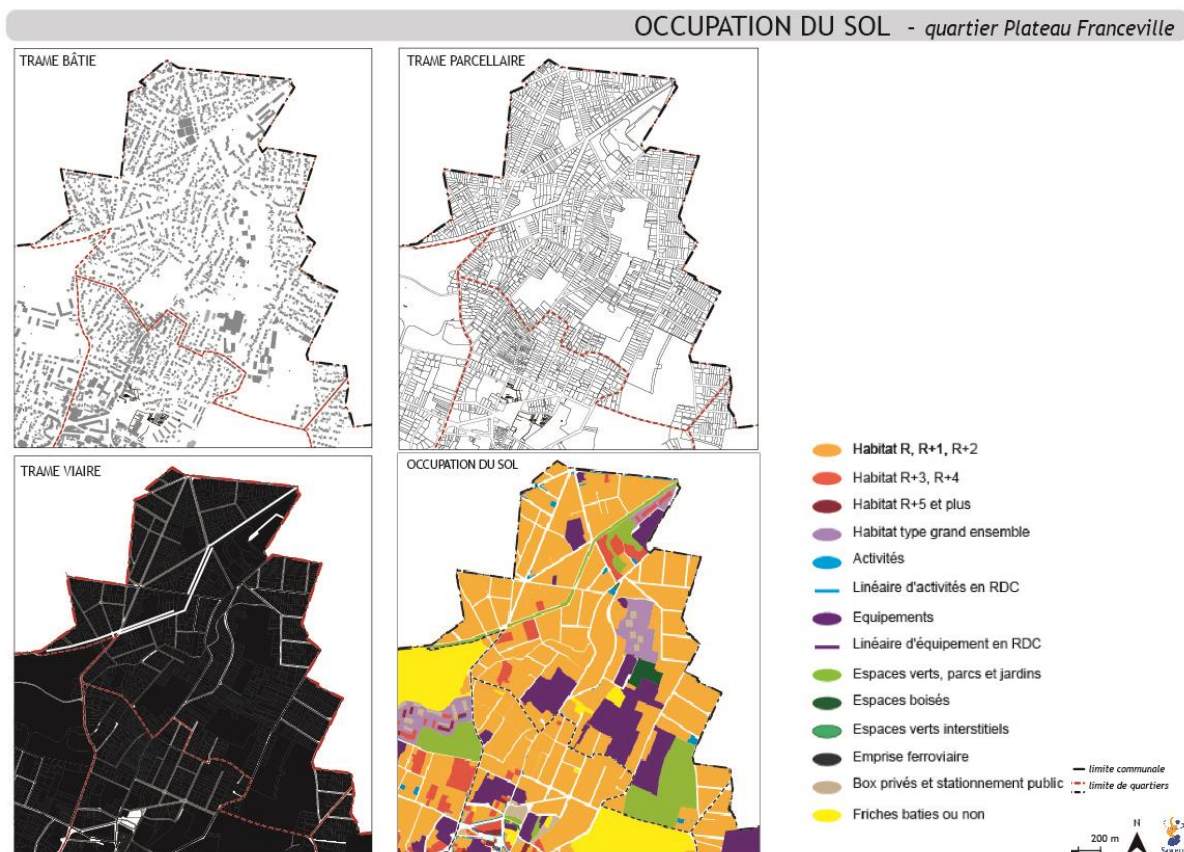 OCCUPATION DU SOL - quartier Plateau Franceville
TRAME BÂTIE
TRAME PARCELLAIRE
TRAME VIAIRE
OCCUPATION DU SOL
Habitat R, R+1, R+2
Habitat R+3, R+4
Habitat R+5 et plus
Habitat type grand ensemble
Activités
Linéaire d'activités en RDC
Equipements
Linéaire d'équipement en RDC
Espaces verts, parcs et jardins
Espaces boisés
Espaces verts interstitiels
Emprise ferroviaire
Box privés et stationnement public
Friches baties ou non
limite communale
limite de quartiers
200 m
N